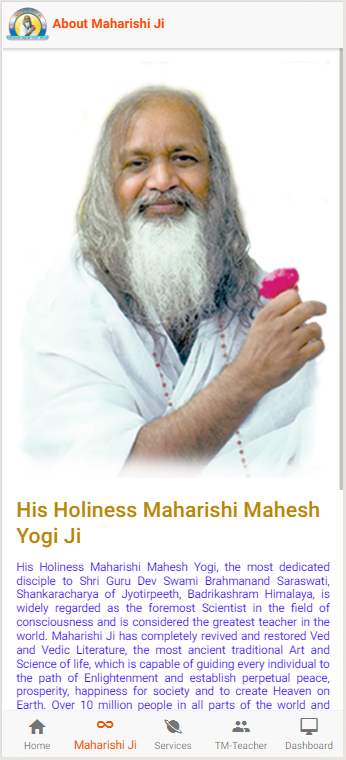 About Maharishi Ji
His Holiness Maharishi Mahesh
Yogi Ji
His Holiness Maharishi Mahesh Yogi, the most dedicated
disciple to Shri Guru Dev Swami Brahmanand Saraswati,
Shankaracharya of Jyotirpeeth, Badrikashram Himalaya, is
widely regarded as the foremost Scientist in the field of
consciousness and is considered the greatest teacher in the
world. Maharishi Ji has completely revived and restored Ved
and Vedic Literature, the most ancient traditional Art and
Science of life, which is capable of guiding every individual to
the path of Enlightenment and establish perpetual peace,
prosperity, happiness for society and to create Heaven on
Earth. Over 10 million people in all parts of the world and
Home
Maharishi Ji
Services
TM-Teacher
Dashboard